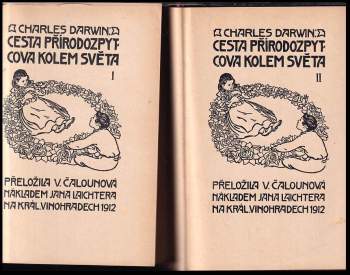 CHARLES DARWIN:
CESTA PŘÍRODOZPYT-
COVA KOLEM SVĚTA
I
PŘELOŽILA V. ČALOUNOVÁ
NÁKLADEM JANA LAICHTERA
NA KRÁL. VINOHRADECH 1912
CHARLES DARWIN:
CESTA PŘÍRODOZPYT-
COVA KOLEM SVĚTA
II
PŘELOŽILA V. ČALOUNOVÁ
NÁKLADEM JANA LAICHTERA
NA KRÁL. VINOHRADECH 1912